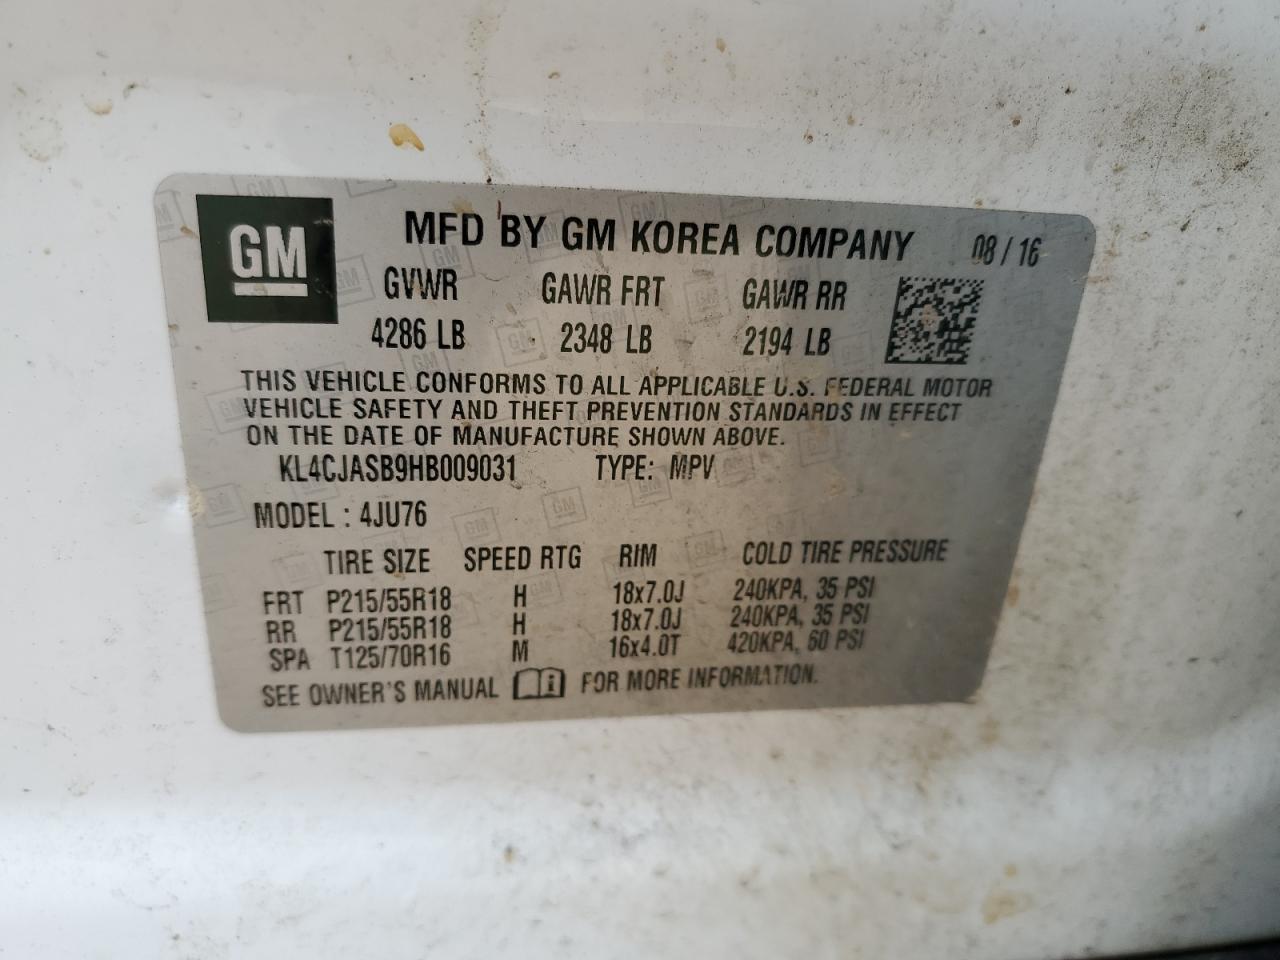 GM MFD BY GM KOREA COMPANY 08/16
GVWR GAWR FRT GAWR RR
4286 LB 2348 LB 2194 LB
THIS VEHICLE CONFORMS TO ALL APPLICABLE U.S. FEDERAL MOTOR
VEHICLE SAFETY AND THEFT PREVENTION STANDARDS IN EFFECT
ON THE DATE OF MANUFACTURE SHOWN ABOVE.
KL4CJASB9HB009031 TYPE: MPV
MODEL : 4JU76
TIRE SIZE SPEED RTG RIM COLD TIRE PRESSURE
FRT P215/55R18 H 18x7.0J 240KPA, 35 PSI
RR P215/55R18 H 18x7.0J 240KPA, 35 PSI
SPA T125/70R16 M 16x4.0T 420KPA, 60 PSI
SEE OWNER'S MANUAL i FOR MORE INFORMATION.